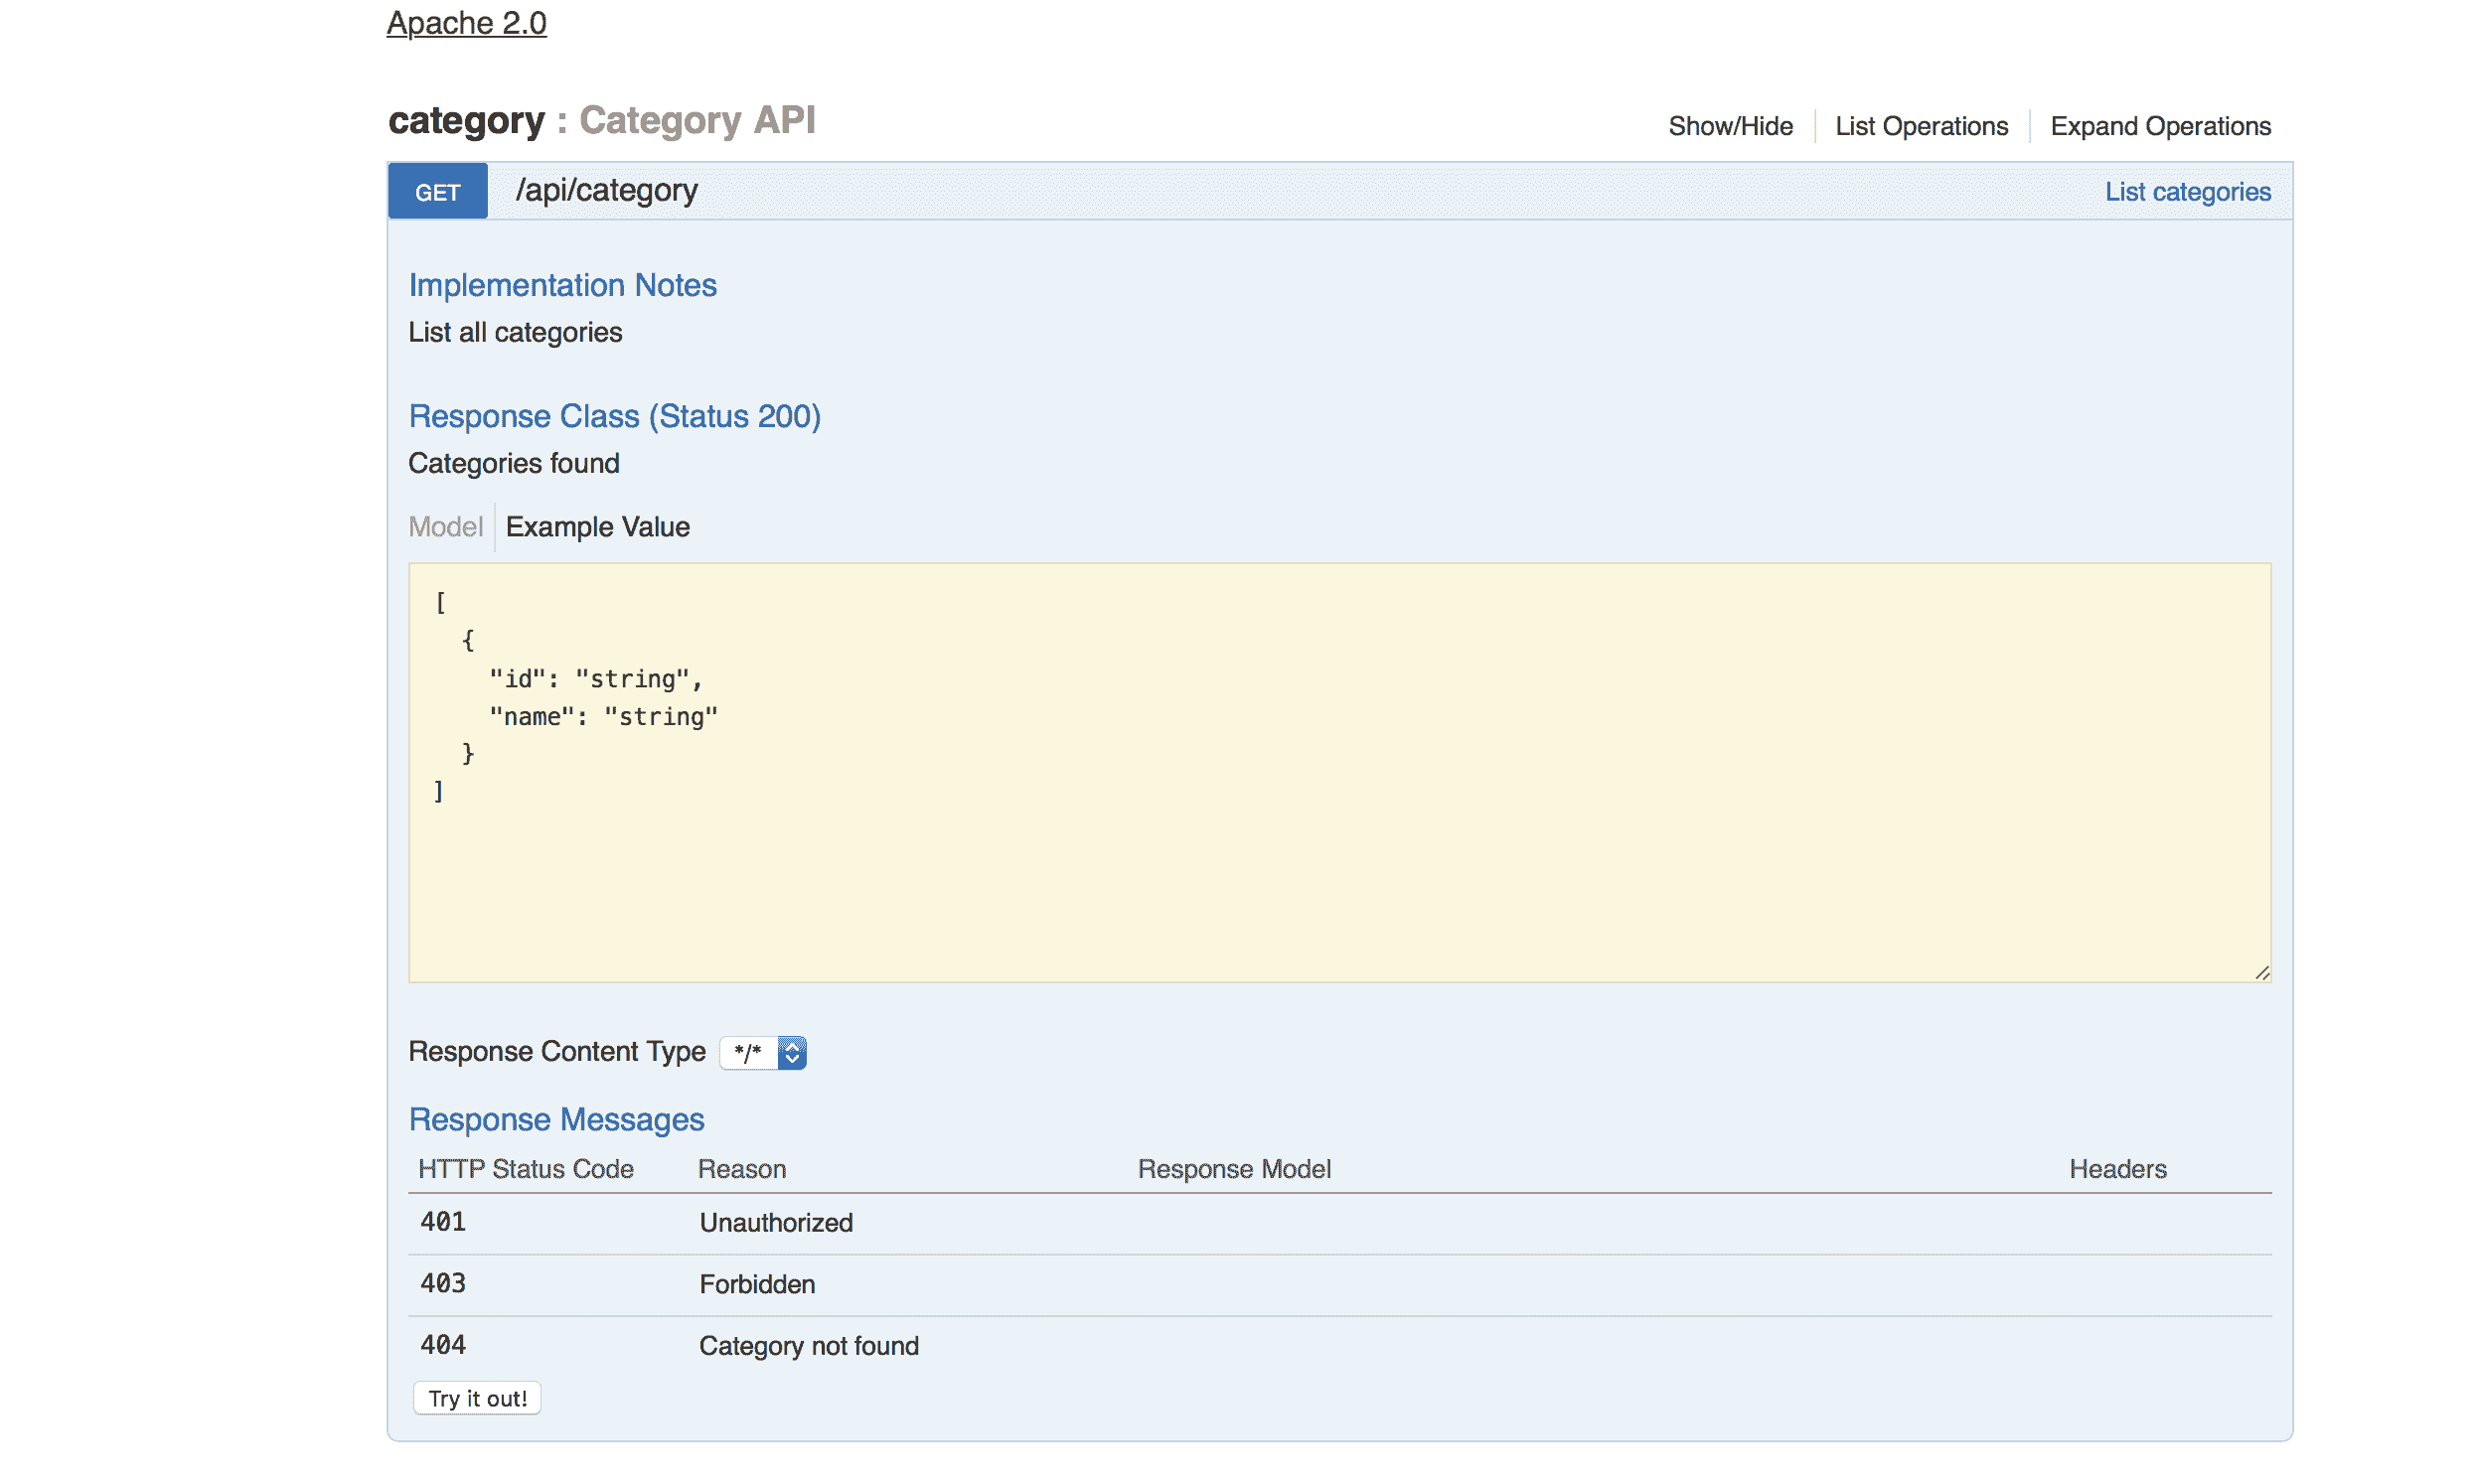 Apache 2.0
category : Category API
Show/Hide
List Operations
Expand Operations
GET /api/category List categories
Implementation Notes
List all categories
Response Class (Status 200)
Categories found
Model Example Value
[
  {
    "id": "string",
    "name": "string"
  }
]
Response Content Type */*
Response Messages
HTTP Status Code Reason Response Model Headers
401 Unauthorized
403 Forbidden
404 Category not found
Try it out!